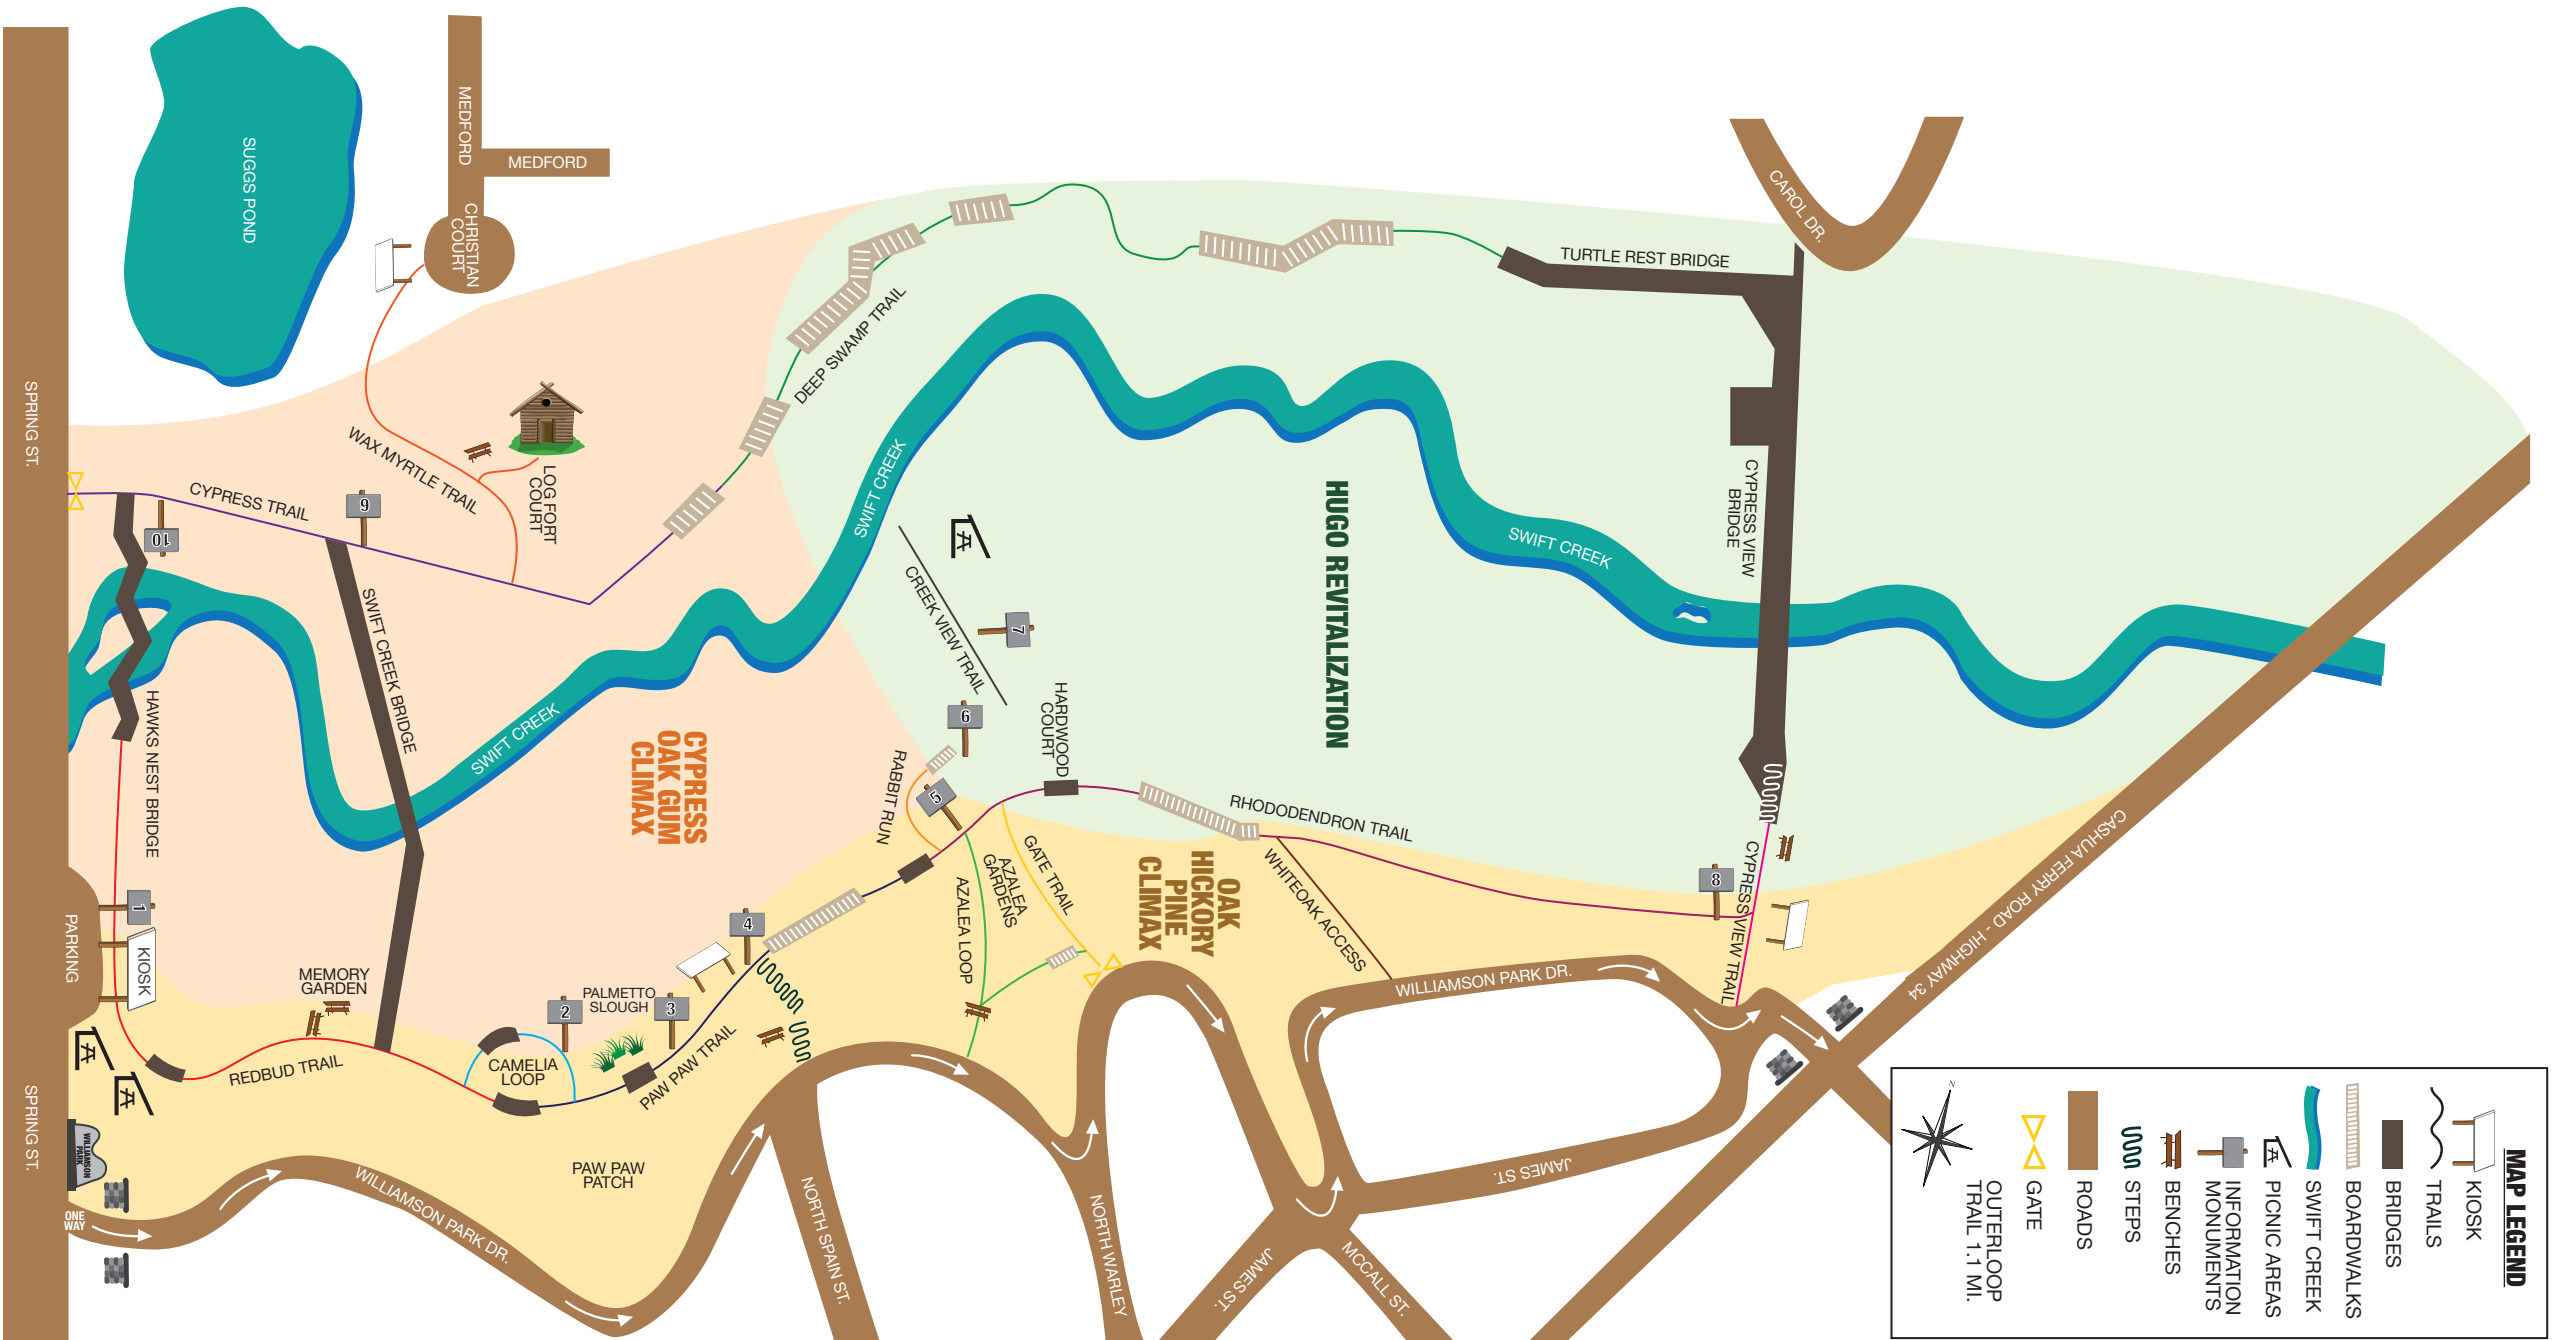 SUGGS POND
MEDFORD
MEDFORD
CHRISTIAN
COURT
CAROL DR.
TURTLE REST BRIDGE
DEEP SWAMP TRAIL
SPRING ST.
WAX MYRTLE TRAIL
LOG FORT
COURT
CYPRESS TRAIL
9
10
SWIFT CREEK
SWIFT CREEK
SWIFT CREEK
CYPRESS VIEW
BRIDGE
HUGO REVITALIZATION
CREEK VIEW TRAIL
7
6
HARDWOOD
COURT
SWIFT CREEK BRIDGE
HAWKS NEST BRIDGE
CYPRESS
OAK GUM
CLIMAX
RABBIT RUN
5
RHODODENDRON TRAIL
GATE TRAIL
AZALEA
GARDENS
AZALEA LOOP
OAK
HICKORY
PINE
CLIMAX
WHITEOAK ACCESS
8
CYPRESS VIEW TRAIL
CASHUA FERRY ROAD - HIGHWAY 34
1
KIOSK
PARKING
MEMORY
GARDEN
4
2
PALMETTO
SLOUGH
3
CAMELIA
LOOP
REDBUD TRAIL
PAW PAW TRAIL
WILLIAMSON PARK DR.
WILLIAMSON
PARK
SPRING ST.
ONE
WAY
WILLIAMSON PARK DR.
PAW PAW
PATCH
NORTH SPAIN ST.
NORTH WARLEY
JAMES ST.
JAMES ST.
MCCALL ST.
MAP LEGEND
KIOSK
TRAILS
BRIDGES
BOARDWALKS
SWIFT CREEK
PICNIC AREAS
INFORMATION
MONUMENTS
BENCHES
STEPS
ROADS
GATE
OUTERLOOP
TRAIL 1.1 MI.
N